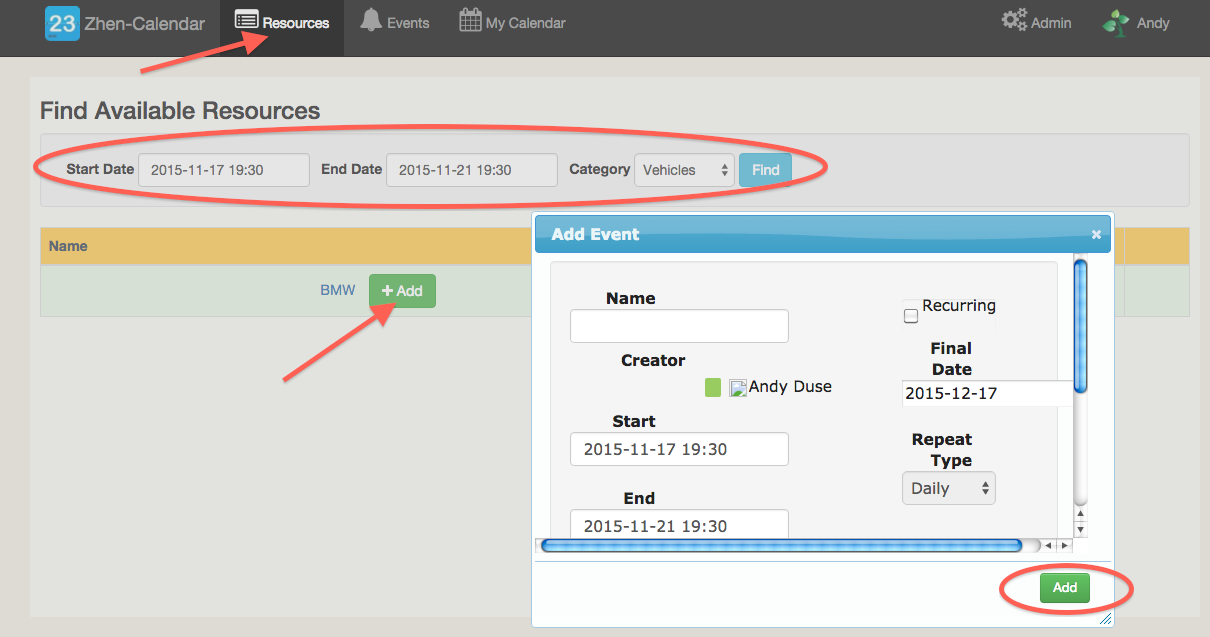 23 Zhen-Calendar Resources Events My Calendar Admin Andy
Find Available Resources
Start Date 2015-11-17 19:30 End Date 2015-11-21 19:30 Category Vehicles Find
Name
BMW + Add
Add Event ×
Name
Recurring
Creator
Andy Duse
Final
Date
2015-12-17
Start
2015-11-17 19:30
Repeat
Type
Daily
End
2015-11-21 19:30
Add